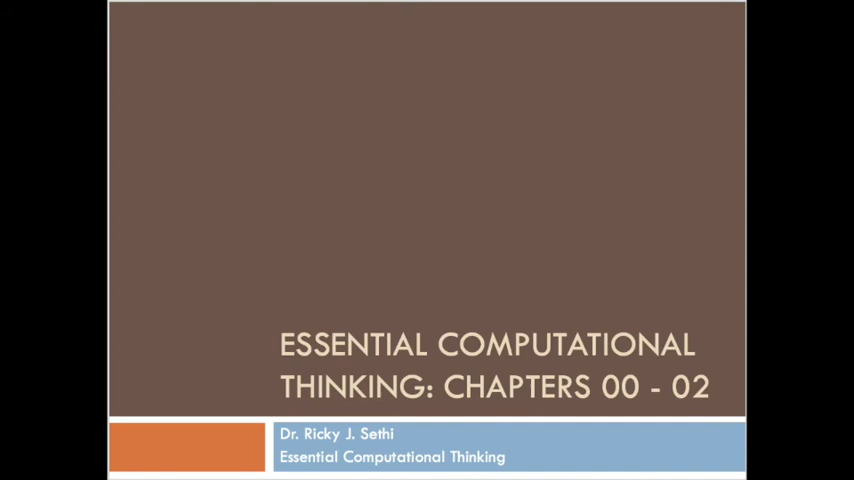 ESSENTIAL COMPUTATIONAL
THINKING: CHAPTERS 00 - 02
Dr. Ricky J. Sethi
Essential Computational Thinking